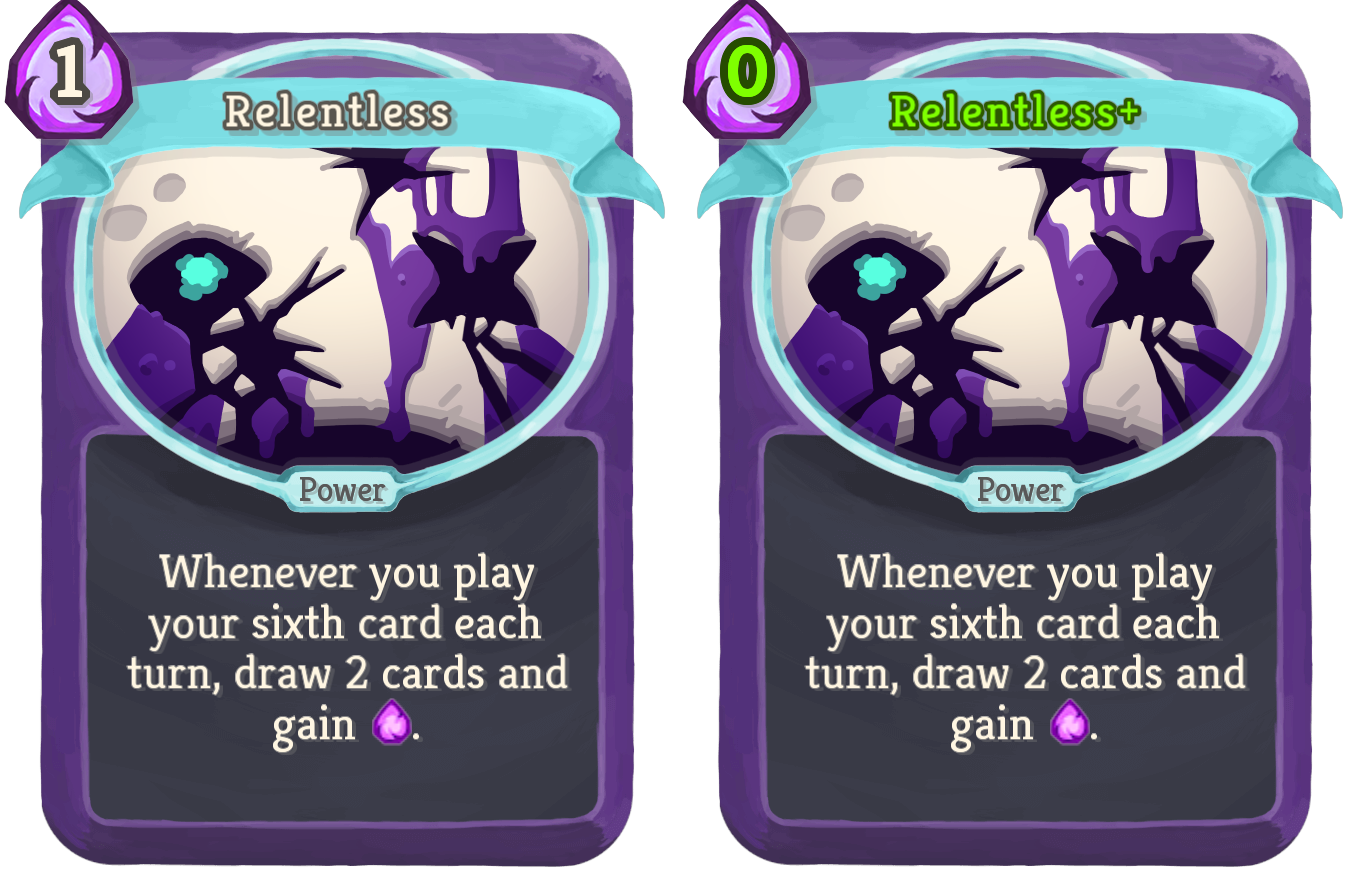 1
Relentless
Power
Whenever you play
your sixth card each
turn, draw 2 cards and
gain .
0
Relentless+
Power
Whenever you play
your sixth card each
turn, draw 2 cards and
gain .